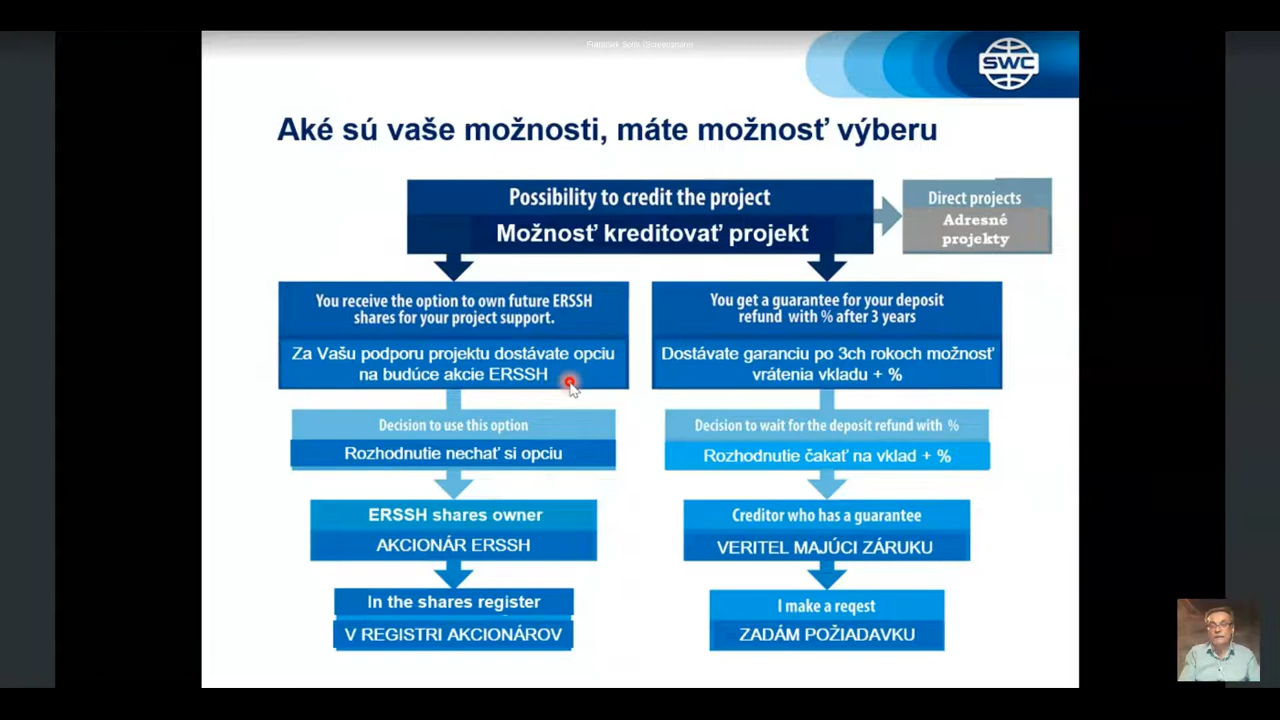 SWC
Aké sú vaše možnosti, máte možnosť výberu
Possibility to credit the project
Možnosť kreditovať projekt
Direct projects
Adresné
projekty
You receive the option to own future ERSSH
shares for your project support.
Za Vašu podporu projektu dostávate opciu
na budúce akcie ERSSH
You get a guarantee for your deposit
refund with % after 3 years
Dostávate garanciu po 3ch rokoch možnosť
vrátenia vkladu + %
Decision to use this option
Rozhodnutie nechať si opciu
Decision to wait for the deposit refund with %
Rozhodnutie čakať na vklad + %
ERSSH shares owner
AKCIONÁR ERSSH
Creditor who has a guarantee
VERITEL MAJÚCI ZÁRUKU
In the shares register
V REGISTRI AKCIONÁROV
I make a reqest
ZADÁM POŽIADAVKU